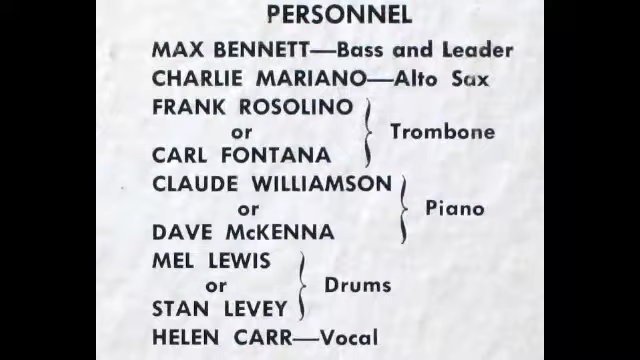 PERSONNEL
MAX BENNETT—Bass and Leader
CHARLIE MARIANO—Alto Sax
FRANK ROSOLINO
or
CARL FONTANA
Trombone
CLAUDE WILLIAMSON
or
DAVE McKENNA
Piano
MEL LEWIS
or
STAN LEVEY
Drums
HELEN CARR—Vocal